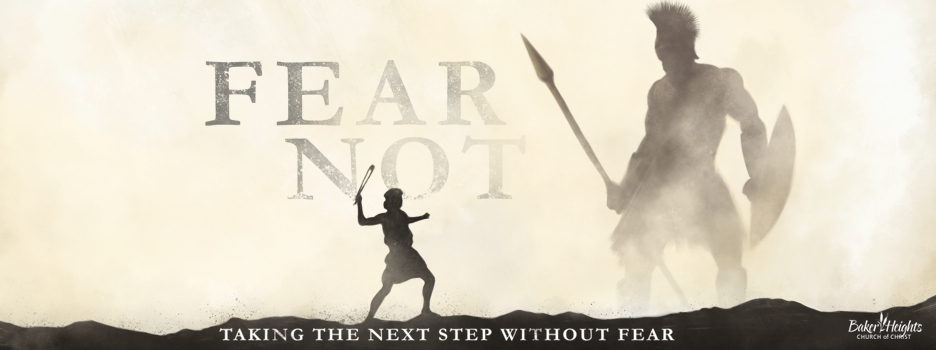 FEAR
NOT
TAKING THE NEXT STEP WITHOUT FEAR
Baker Heights
CHURCH of CHRIST